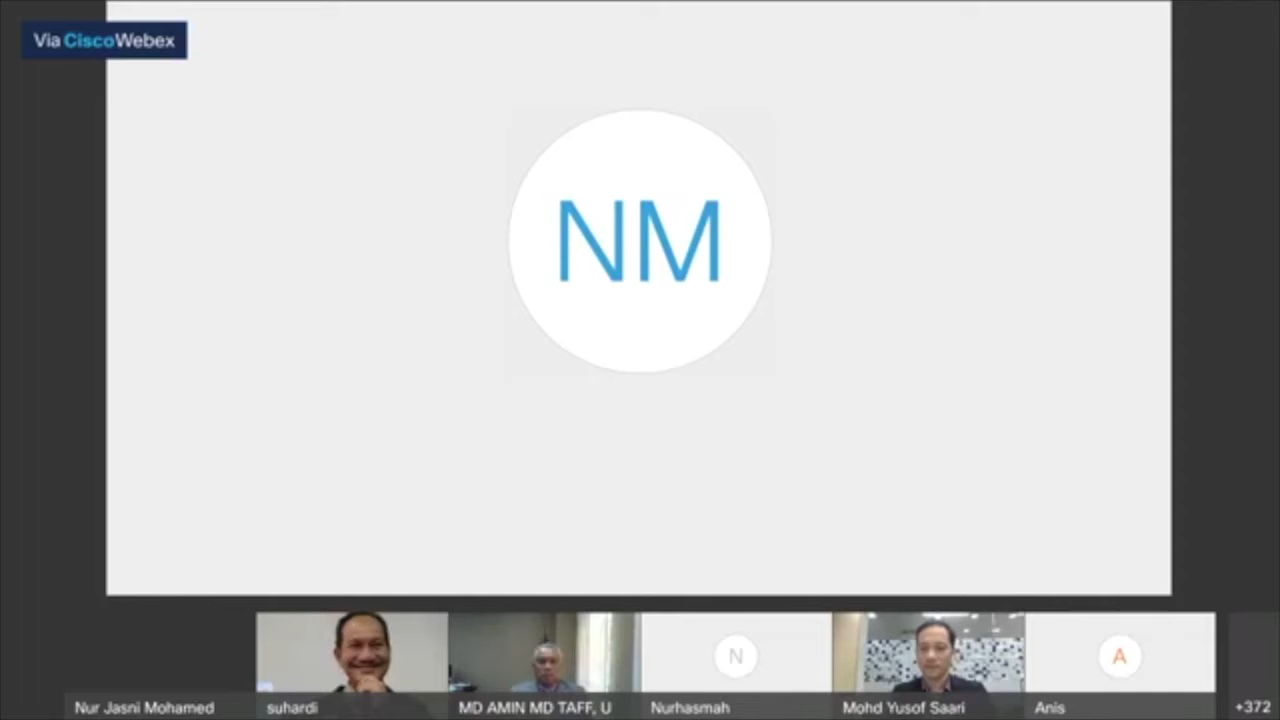 Via CiscoWebex
NM
N
A
Nur Jasni Mohamed
suhardi
MD AMIN MD TAFF, U
Nurhasmah
Mohd Yusof Saari
Anis
+372